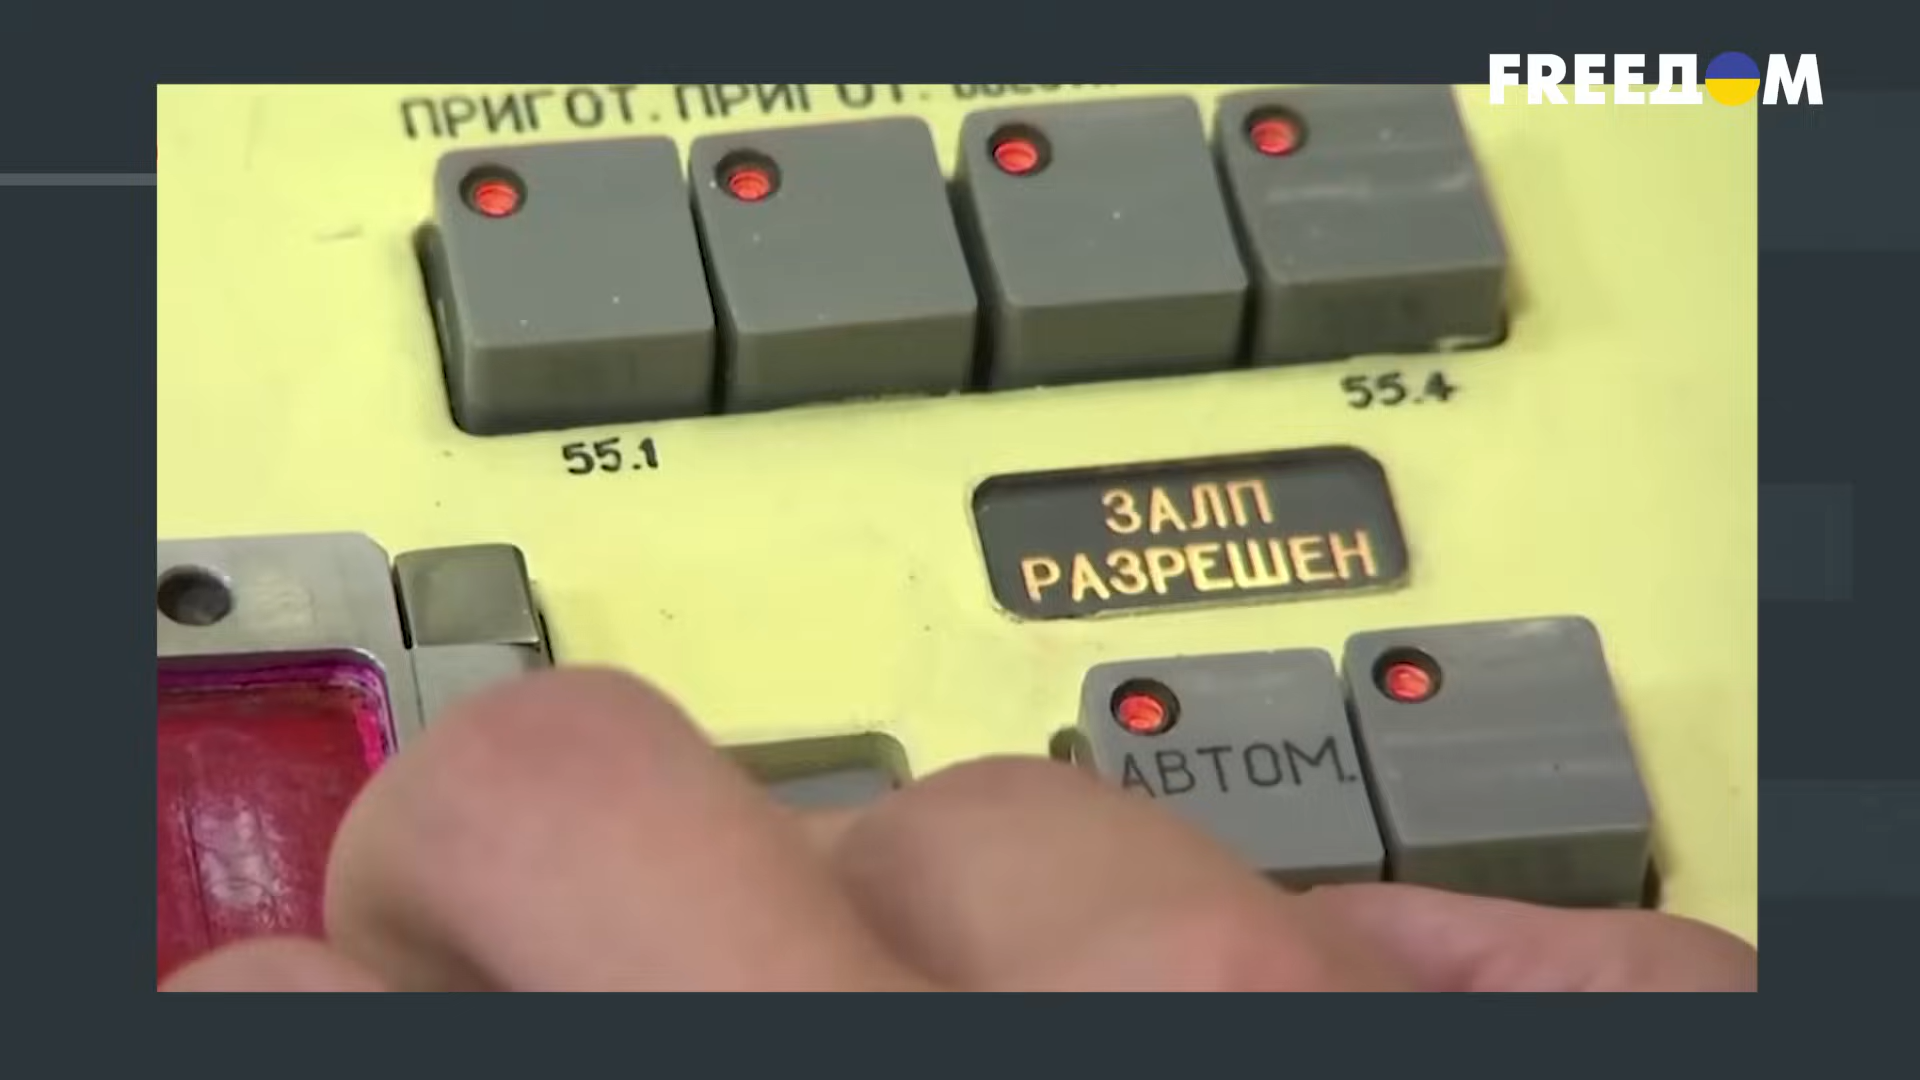 FREEДOM
ПРИГОТ. ПРИГОТ.
55.1
55.4
ЗАЛП
РАЗРЕШЕН
АВТОМ.